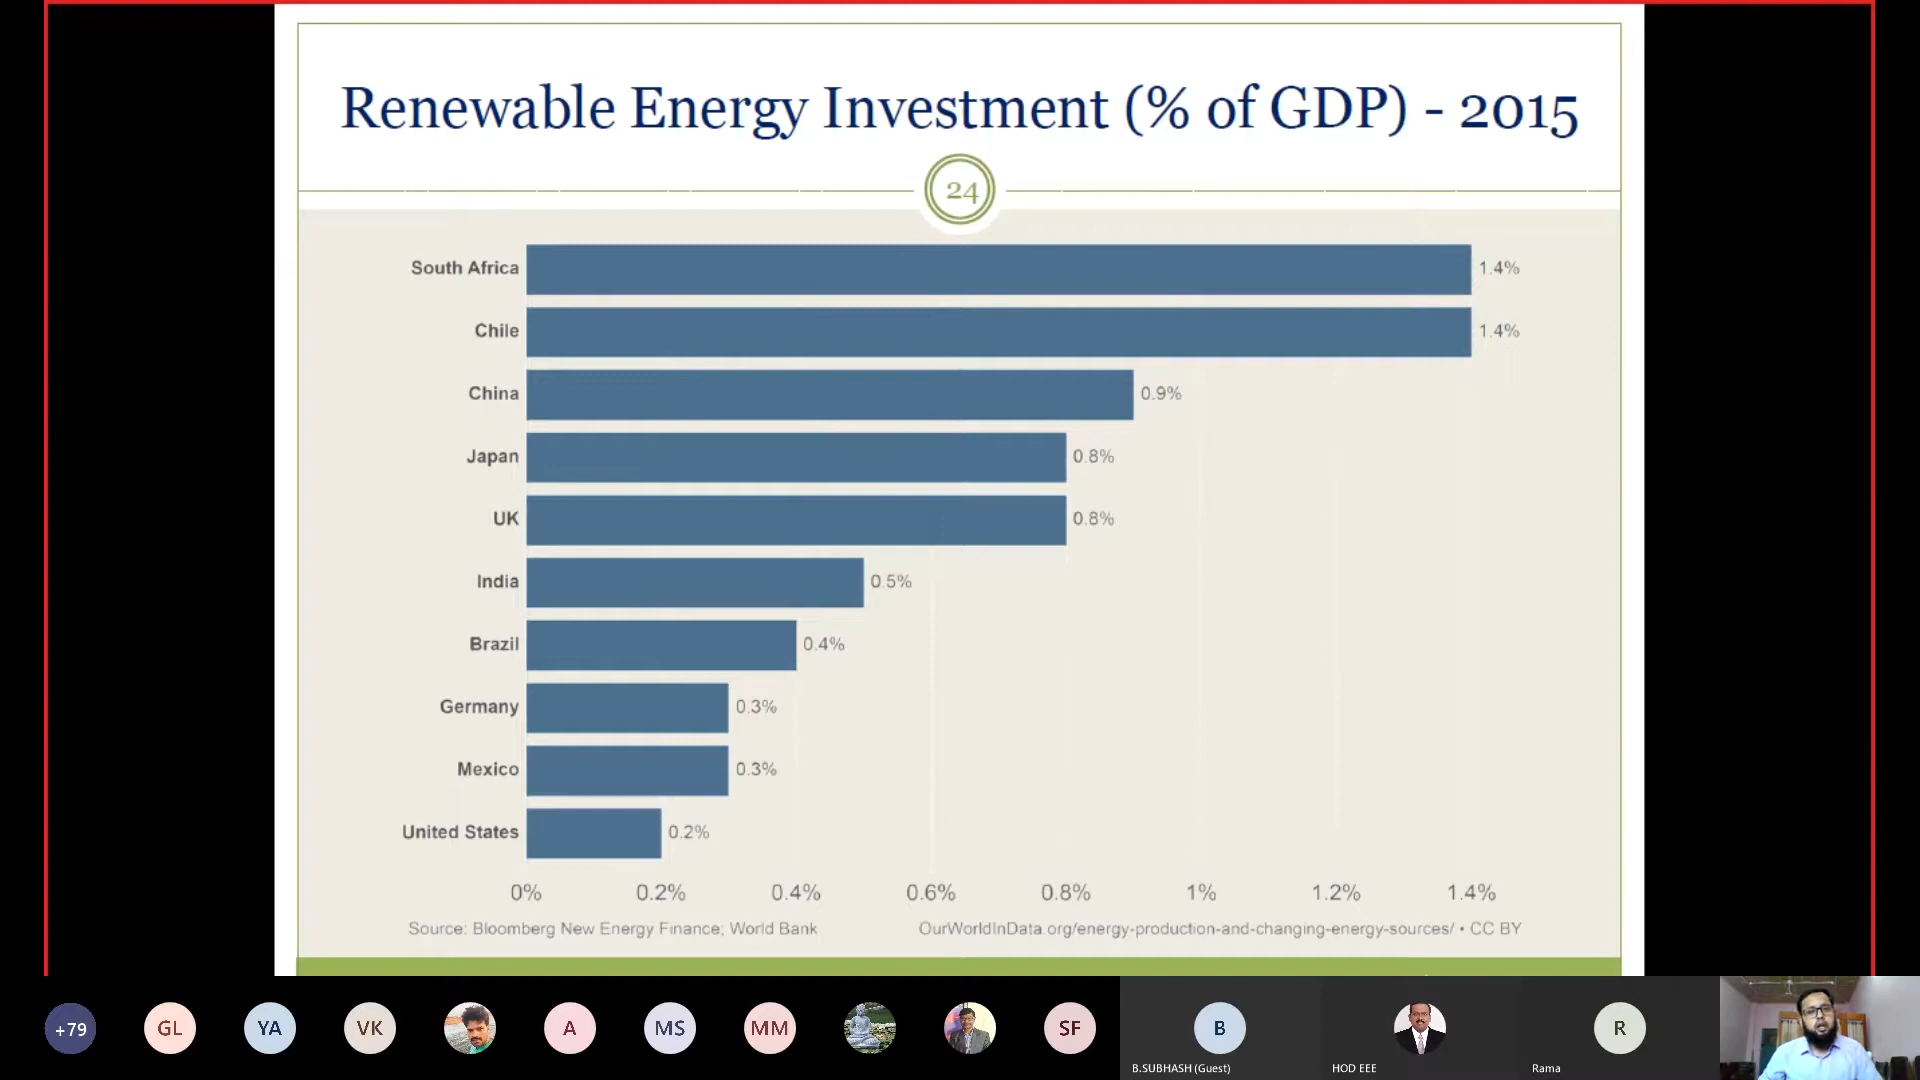 Renewable Energy Investment (% of GDP) - 2015
24
South Africa 1.4%
Chile 1.4%
China 0.9%
Japan 0.8%
UK 0.8%
India 0.5%
Brazil 0.4%
Germany 0.3%
Mexico 0.3%
United States 0.2%
0% 0.2% 0.4% 0.6% 0.8% 1% 1.2% 1.4%
Source: Bloomberg New Energy Finance; World Bank OurWorldInData.org/energy-production-and-changing-energy-sources/ • CC BY
+79 GL YA VK A MS MM SF B R
B.SUBHASH (Guest) HOD EEE Rama